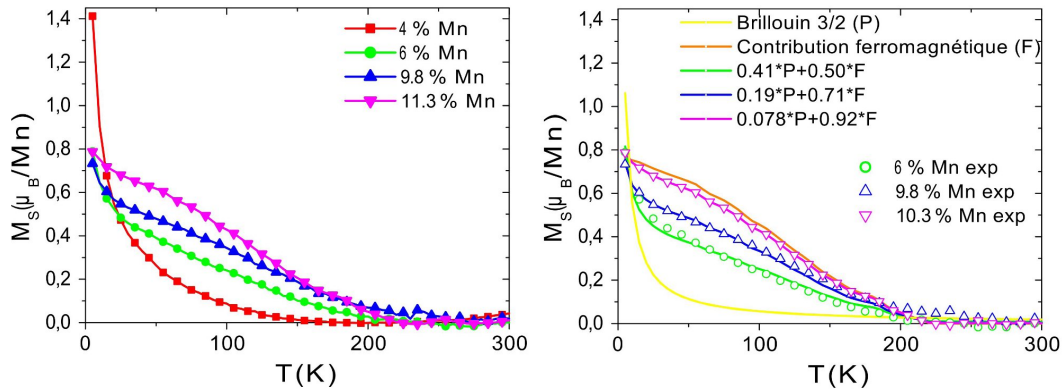 1,4
1,2
1,0
0,8
0,6
0,4
0,2
0,0
M_S(μ_B/Mn)
4 % Mn
6 % Mn
9.8 % Mn
11.3 % Mn
0 100 200 300
T(K)
1,4
1,2
1,0
0,8
0,6
0,4
0,2
0,0
M_S(μ_B/Mn)
Brillouin 3/2 (P)
Contribution ferromagnétique (F)
0.41*P+0.50*F
0.19*P+0.71*F
0.078*P+0.92*F
6 % Mn exp
9.8 % Mn exp
10.3 % Mn exp
0 100 200 300
T(K)